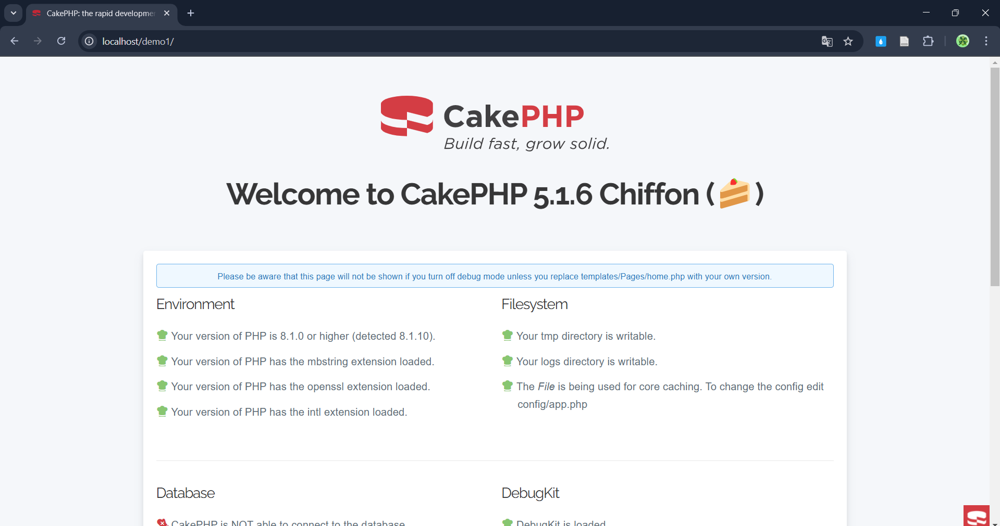 CakePHP: the rapid developmen
localhost/demo1/
CakePHP
Build fast, grow solid.
Welcome to CakePHP 5.1.6 Chiffon (🍰)
Please be aware that this page will not be shown if you turn off debug mode unless you replace templates/Pages/home.php with your own version.
Environment
Your version of PHP is 8.1.0 or higher (detected 8.1.10).
Your version of PHP has the mbstring extension loaded.
Your version of PHP has the openssl extension loaded.
Your version of PHP has the intl extension loaded.
Filesystem
Your tmp directory is writable.
Your logs directory is writable.
The File is being used for core caching. To change the config edit
config/app.php
Database
CakePHP is NOT able to connect to the database.
DebugKit
DebugKit is loaded.